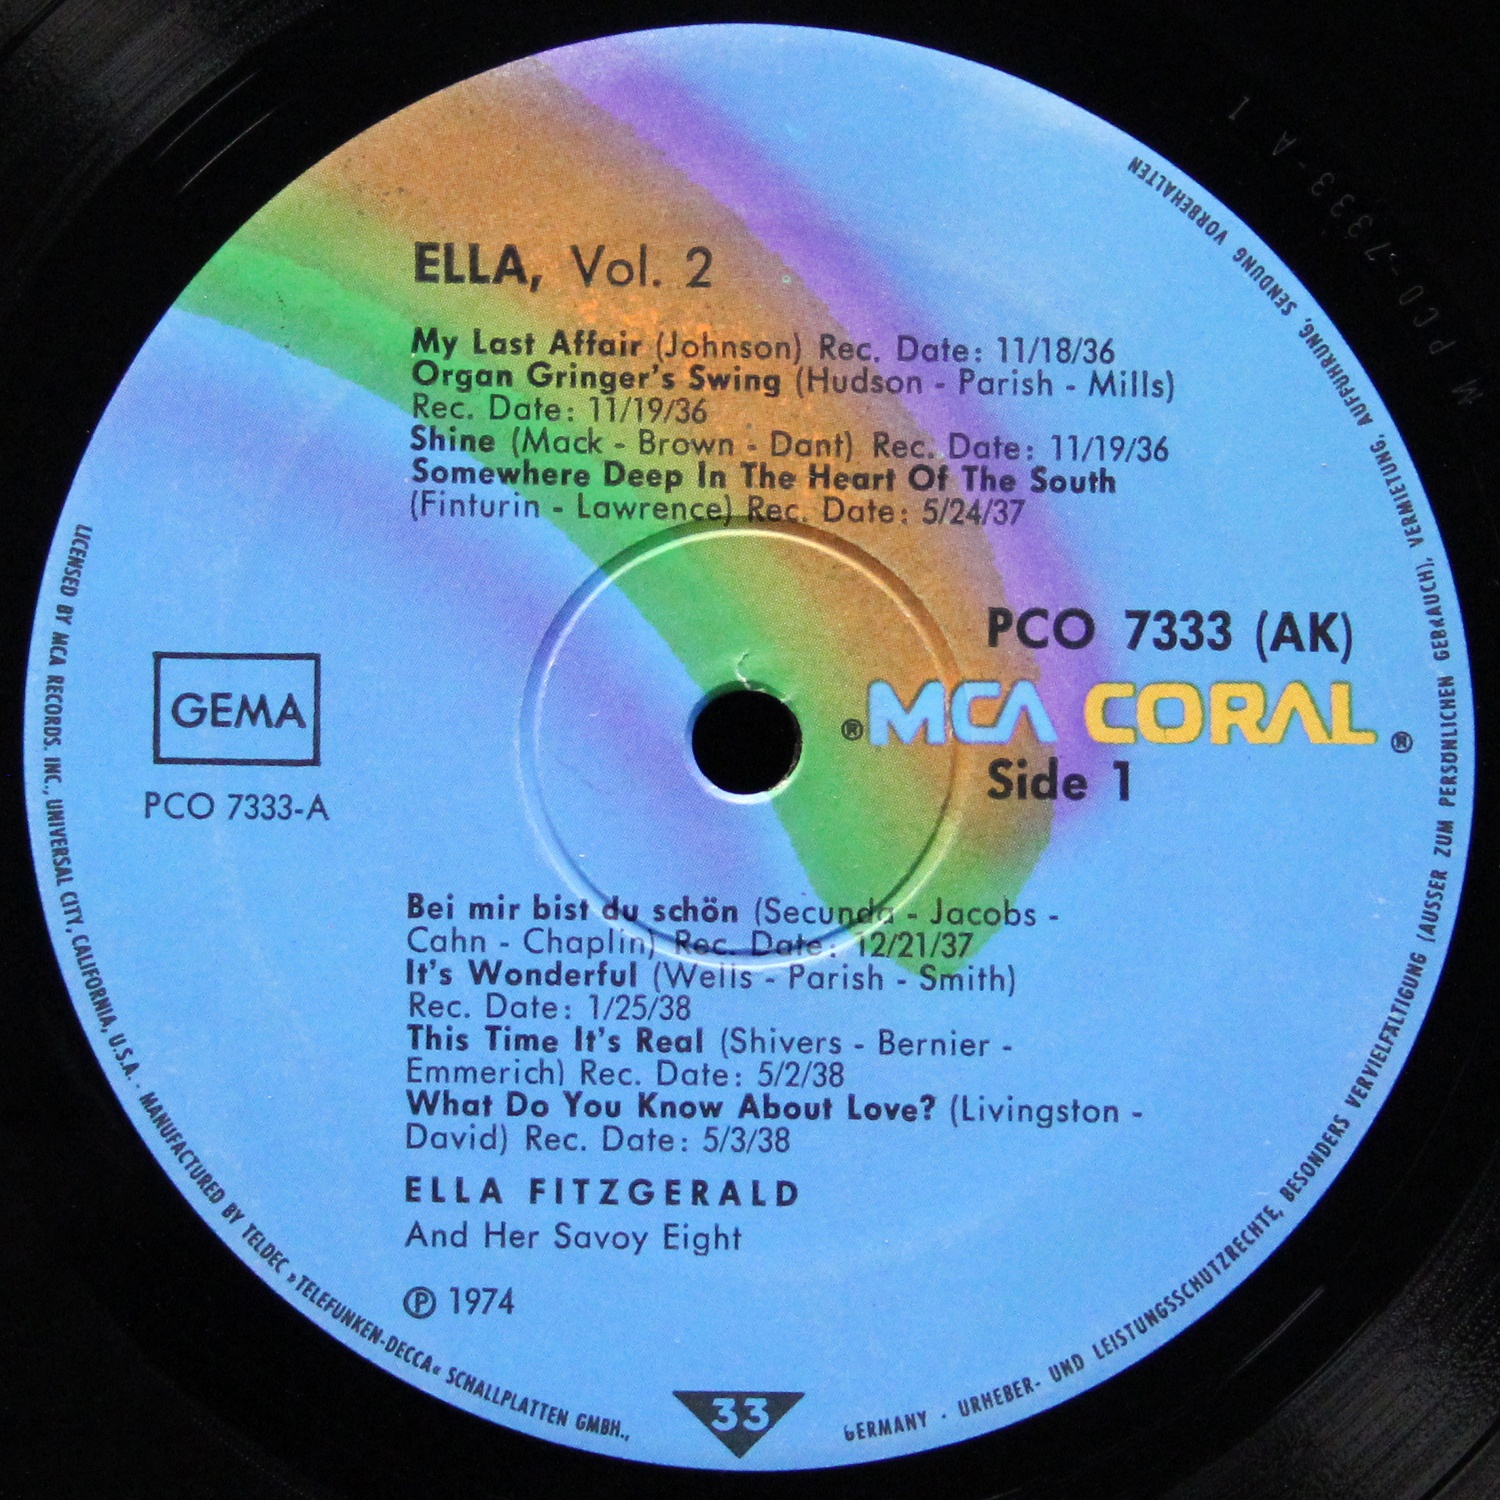 ELLA, Vol. 2
My Last Affair (Johnson) Rec. Date: 11/18/36
Organ Gringer's Swing (Hudson - Parish - Mills)
Rec. Date: 11/19/36
Shine (Mack - Brown - Dant) Rec. Date: 11/19/36
Somewhere Deep In The Heart Of The South
(Finturin - Lawrence) Rec. Date: 5/24/37
PCO 7333 (AK)
® MCA CORAL ®
Side 1
GEMA
PCO 7333-A
Bei mir bist du schön (Secunda - Jacobs -
Cahn - Chaplin) Rec. Date: 12/21/37
It's Wonderful (Wells - Parish - Smith)
Rec. Date: 1/25/38
This Time It's Real (Shivers - Bernier -
Emmerich) Rec. Date: 5/2/38
What Do You Know About Love? (Livingston -
David) Rec. Date: 5/3/38
ELLA FITZGERALD
And Her Savoy Eight
℗ 1974
33
LICENSED BY MCA RECORDS, INC., UNIVERSAL CITY, CALIFORNIA, U.S.A. · MANUFACTURED BY TELDEC »TELEFUNKEN-DECCA« SCHALLPLATTEN GMBH.,
GERMANY · URHEBER- UND LEISTUNGSSCHUTZRECHTE, BESONDERS VERVIELFÄLTIGUNG (AUSSER ZUM PERSÖNLICHEN GEBRAUCH), VERMIETUNG, AUFFÜHRUNG, SENDUNG VORBEHALTEN
M PCO-7333-A 1